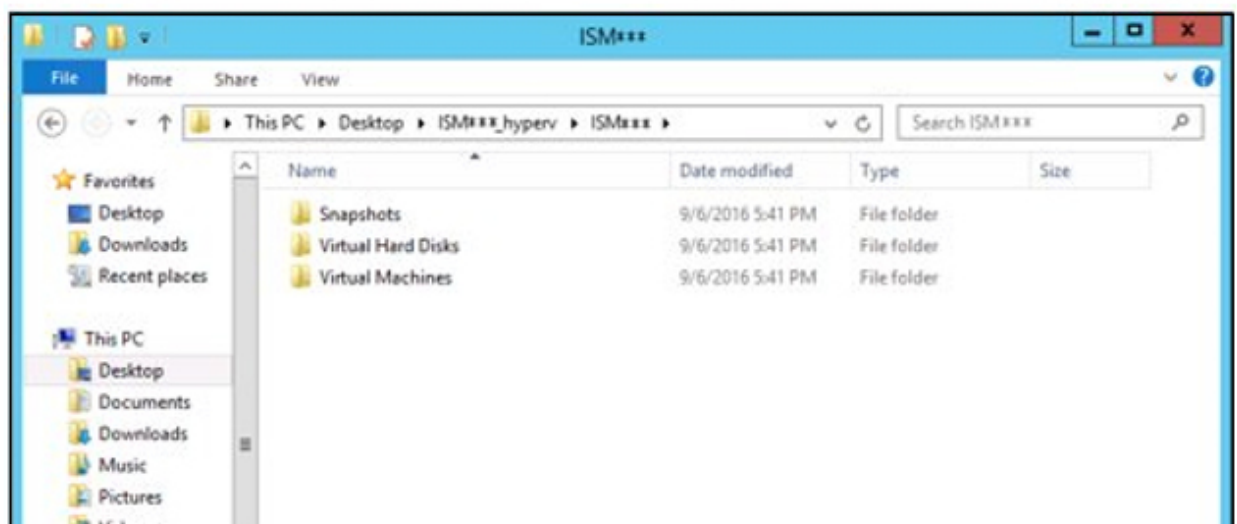 ISM***
File Home Share View
This PC Desktop ISM***_hyperv ISM*** Search ISM***
Name Date modified Type Size
Favorites
Desktop
Downloads
Recent places
This PC
Desktop
Documents
Downloads
Music
Pictures
Snapshots 9/6/2016 5:41 PM File folder
Virtual Hard Disks 9/6/2016 5:41 PM File folder
Virtual Machines 9/6/2016 5:41 PM File folder